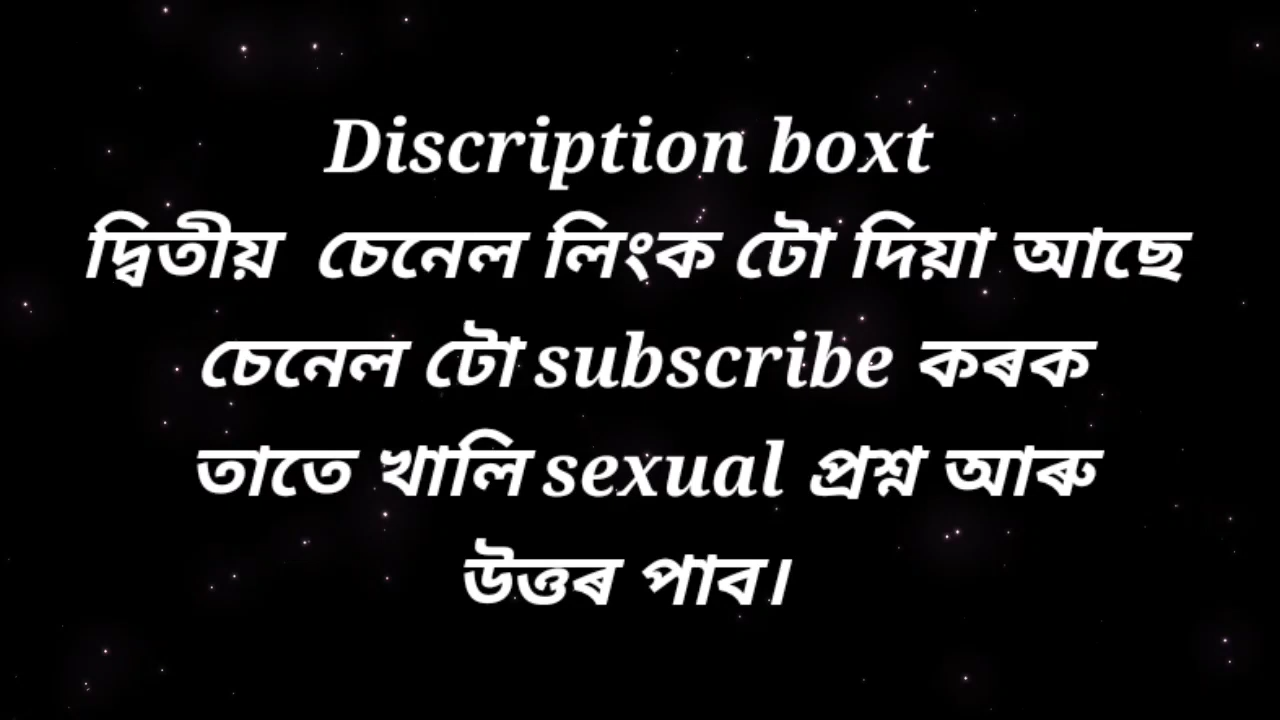 Discription boxt
দ্বিতীয় চেনেল লিংক টো দিয়া আছে
চেনেল টো subscribe কৰক
তাতে খালি sexual প্ৰশ্ন আৰু
উত্তৰ পাব।